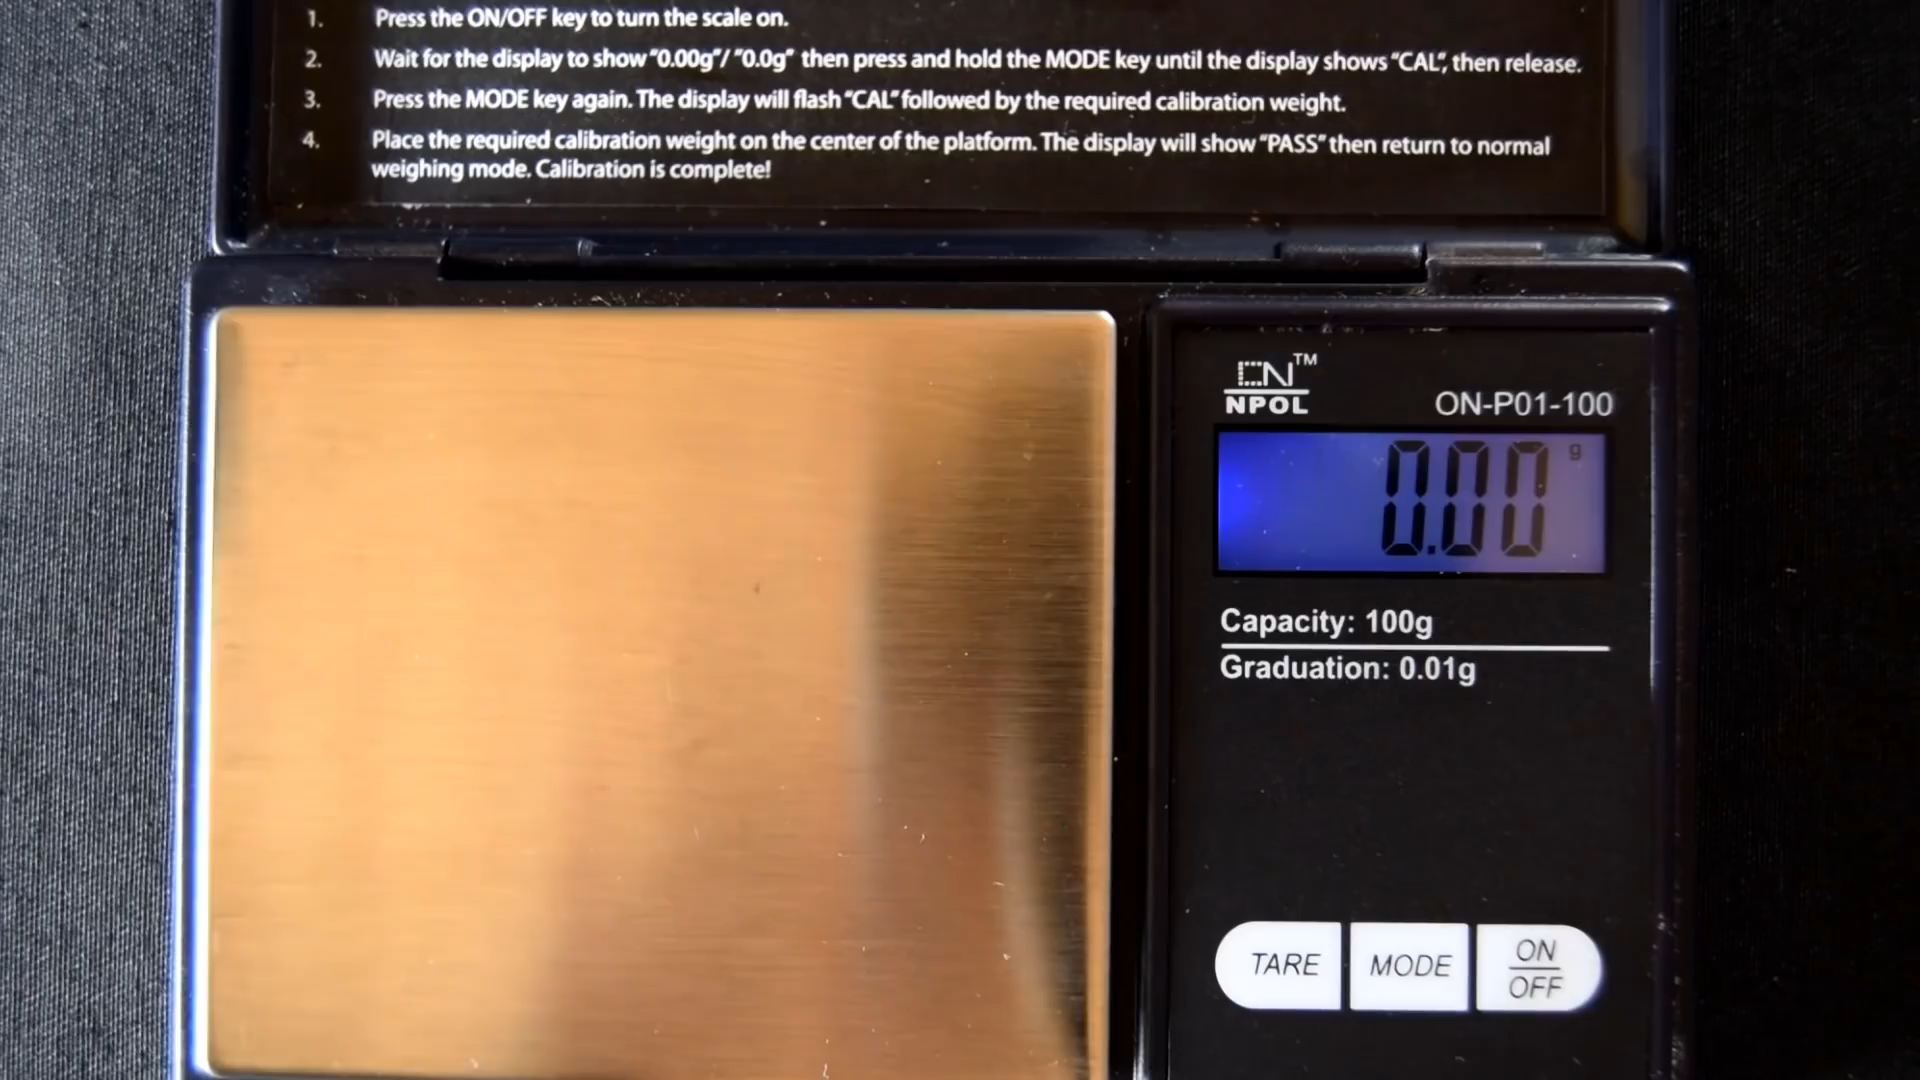 1. Press the ON/OFF key to turn the scale on.
2. Wait for the display to show "0.00g"/ "0.0g" then press and hold the MODE key until the display shows "CAL", then release.
3. Press the MODE key again. The display will flash "CAL" followed by the required calibration weight.
4. Place the required calibration weight on the center of the platform. The display will show "PASS" then return to normal
weighing mode. Calibration is complete!
CN™
NPOL
ON-P01-100
0.00 g
Capacity: 100g
Graduation: 0.01g
TARE MODE ON
OFF